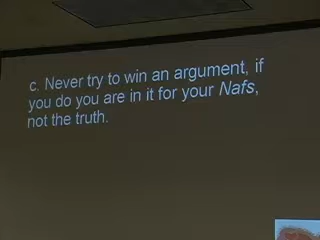 c. Never try to win an argument, if
you do you are in it for your Nafs,
not the truth.